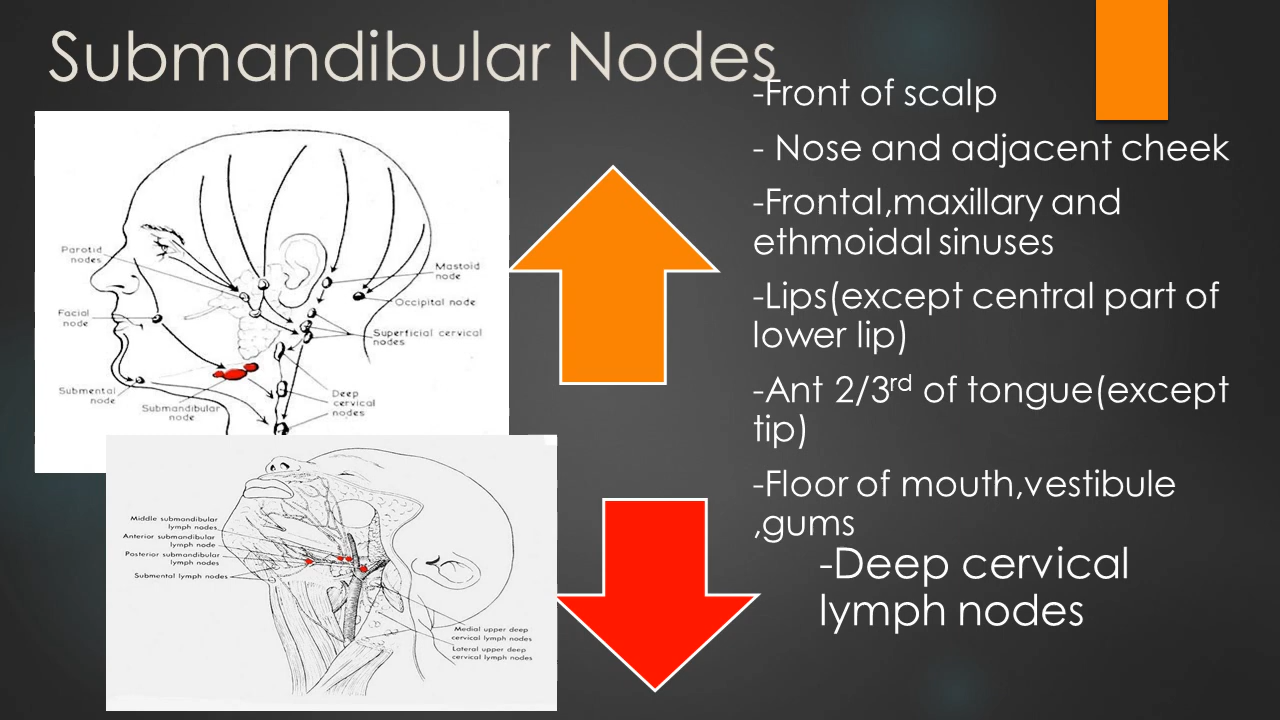 Submandibular Nodes
-Front of scalp
- Nose and adjacent cheek
-Frontal,maxillary and
ethmoidal sinuses
-Lips(except central part of
lower lip)
-Ant 2/3rd of tongue(except
tip)
-Floor of mouth,vestibule
,gums
-Deep cervical
lymph nodes
Parotid
nodes
Facial
node
Submental
node
Submandibular
node
Mastoid
node
Occipital node
Superficial cervical
nodes
Deep
cervical
nodes
Middle submandibular
lymph nodes
Anterior submandibular
lymph node
Posterior submandibular
lymph nodes
Submental lymph nodes
Medial upper deep
cervical lymph nodes
Lateral upper deep
cervical lymph nodes